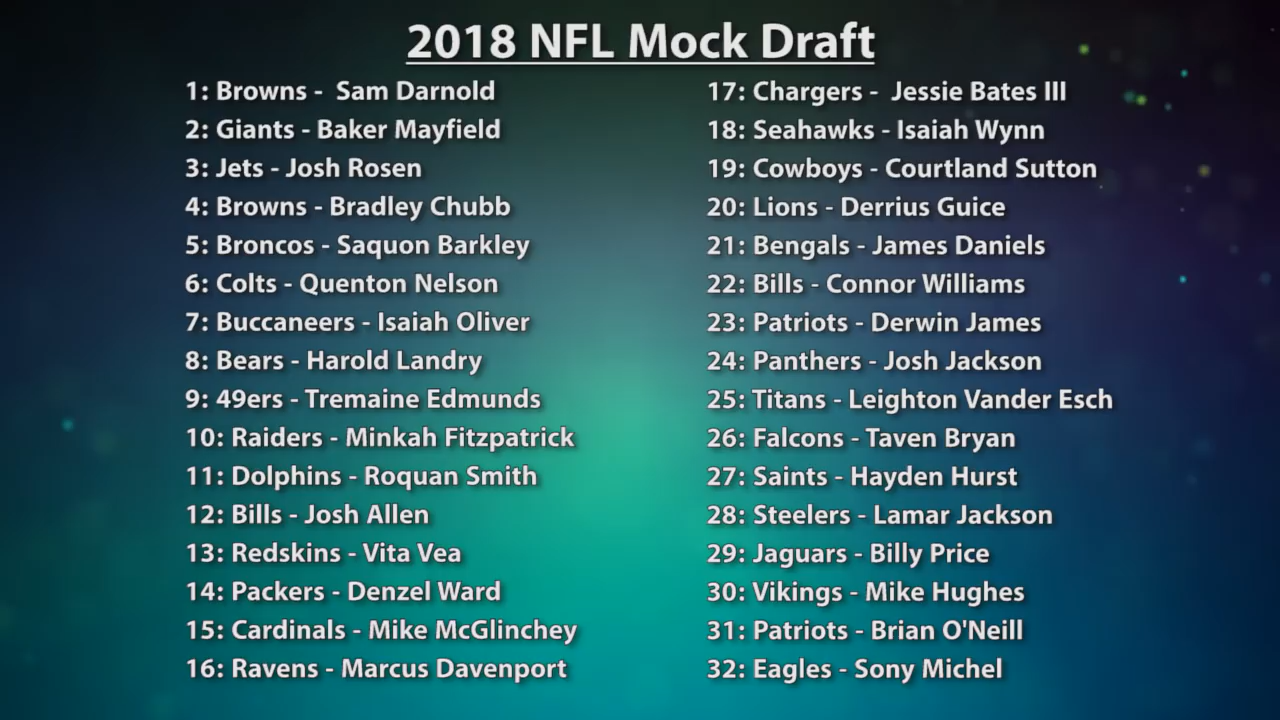 2018 NFL Mock Draft
1: Browns - Sam Darnold
2: Giants - Baker Mayfield
3: Jets - Josh Rosen
4: Browns - Bradley Chubb
5: Broncos - Saquon Barkley
6: Colts - Quenton Nelson
7: Buccaneers - Isaiah Oliver
8: Bears - Harold Landry
9: 49ers - Tremaine Edmunds
10: Raiders - Minkah Fitzpatrick
11: Dolphins - Roquan Smith
12: Bills - Josh Allen
13: Redskins - Vita Vea
14: Packers - Denzel Ward
15: Cardinals - Mike McGlinchey
16: Ravens - Marcus Davenport
17: Chargers - Jessie Bates III
18: Seahawks - Isaiah Wynn
19: Cowboys - Courtland Sutton
20: Lions - Derrius Guice
21: Bengals - James Daniels
22: Bills - Connor Williams
23: Patriots - Derwin James
24: Panthers - Josh Jackson
25: Titans - Leighton Vander Esch
26: Falcons - Taven Bryan
27: Saints - Hayden Hurst
28: Steelers - Lamar Jackson
29: Jaguars - Billy Price
30: Vikings - Mike Hughes
31: Patriots - Brian O'Neill
32: Eagles - Sony Michel